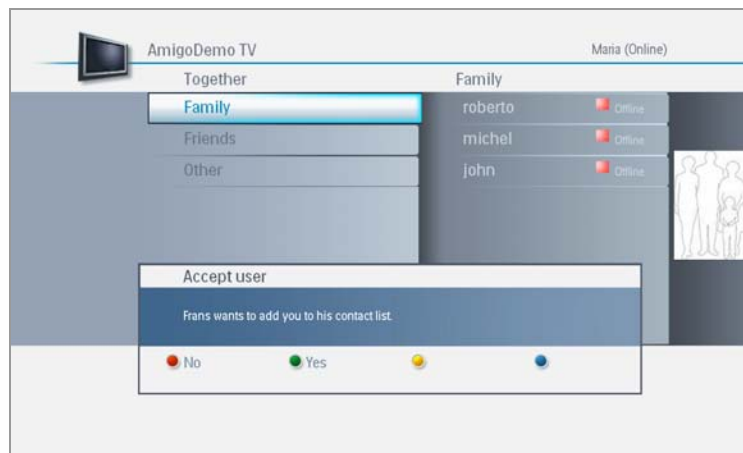 AmigoDemo TV Maria (Online)
Together Family
Family roberto Offline
Friends michel Offline
Other john Offline
Accept user
Frans wants to add you to his contact list.
No Yes